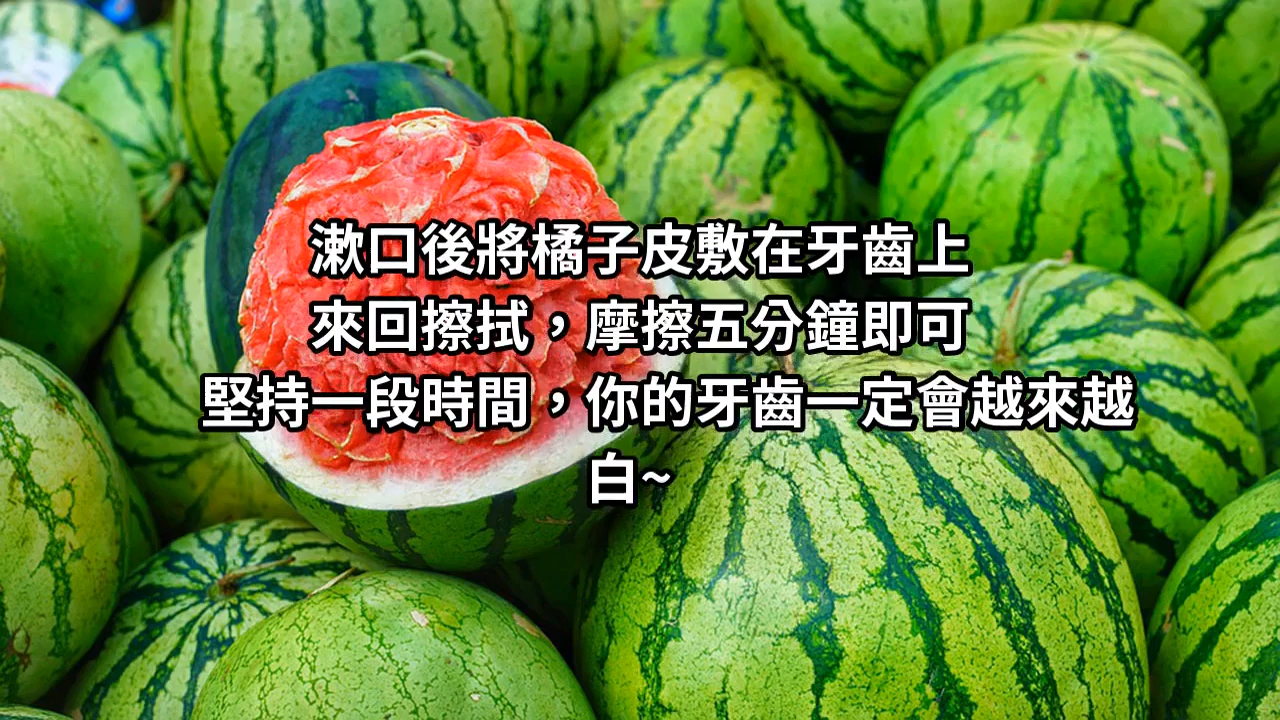 漱口後將橘子皮敷在牙齒上
來回擦拭，摩擦五分鐘即可
堅持一段時間，你的牙齒一定會越來越
白~